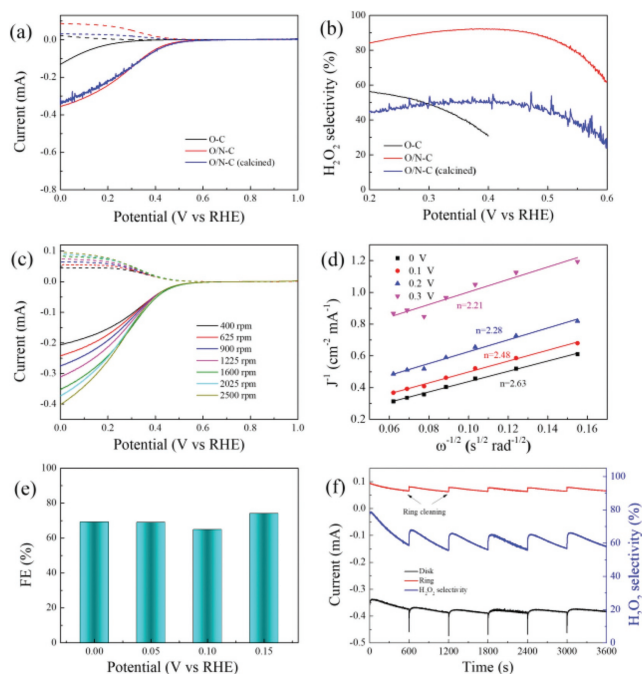 (a)
0.0
-0.2
-0.4
-0.6
-0.8
Current (mA)
O-C
O/N-C
O/N-C (calcined)
0.0 0.2 0.4 0.6 0.8 1.0
Potential (V vs RHE)
(b)
100
80
60
40
20
0
H2O2 selectivity (%)
O-C
O/N-C
O/N-C (calcined)
0.2 0.3 0.4 0.5 0.6
Potential (V vs RHE)
(c)
0.1
0.0
-0.1
-0.2
-0.3
-0.4
Current (mA)
400 rpm
625 rpm
900 rpm
1225 rpm
1600 rpm
2025 rpm
2500 rpm
0.0 0.2 0.4 0.6 0.8 1.0
Potential (V vs RHE)
(d)
1.4
1.2
1.0
0.8
0.6
0.4
0.2
J-1 (cm-2 mA-1)
0 V
0.1 V
0.2 V
0.3 V
n=2.21
n=2.28
n=2.48
n=2.63
0.06 0.08 0.10 0.12 0.14 0.16
ω-1/2 (s1/2 rad-1/2)
(e)
100
80
60
40
20
0
FE (%)
0.00 0.05 0.10 0.15
Potential (V vs RHE)
(f)
0.1
0.0
-0.1
-0.2
-0.3
-0.4
-0.5
Current (mA)
Ring cleaning
Disk
Ring
H2O2 selectivity
100
80
60
40
20
0
H2O2 selectivity (%)
0 600 1200 1800 2400 3000 3600
Time (s)